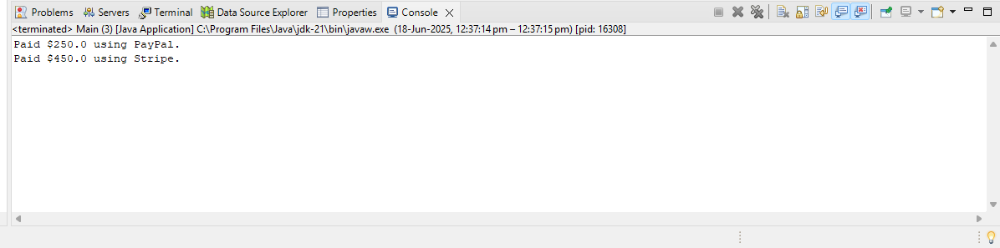 Problems Servers Terminal Data Source Explorer Properties Console
<terminated> Main (3) [Java Application] C:\Program Files\Java\jdk-21\bin\javaw.exe (18-Jun-2025, 12:37:14 pm – 12:37:15 pm) [pid: 16308]
Paid $250.0 using PayPal.
Paid $450.0 using Stripe.